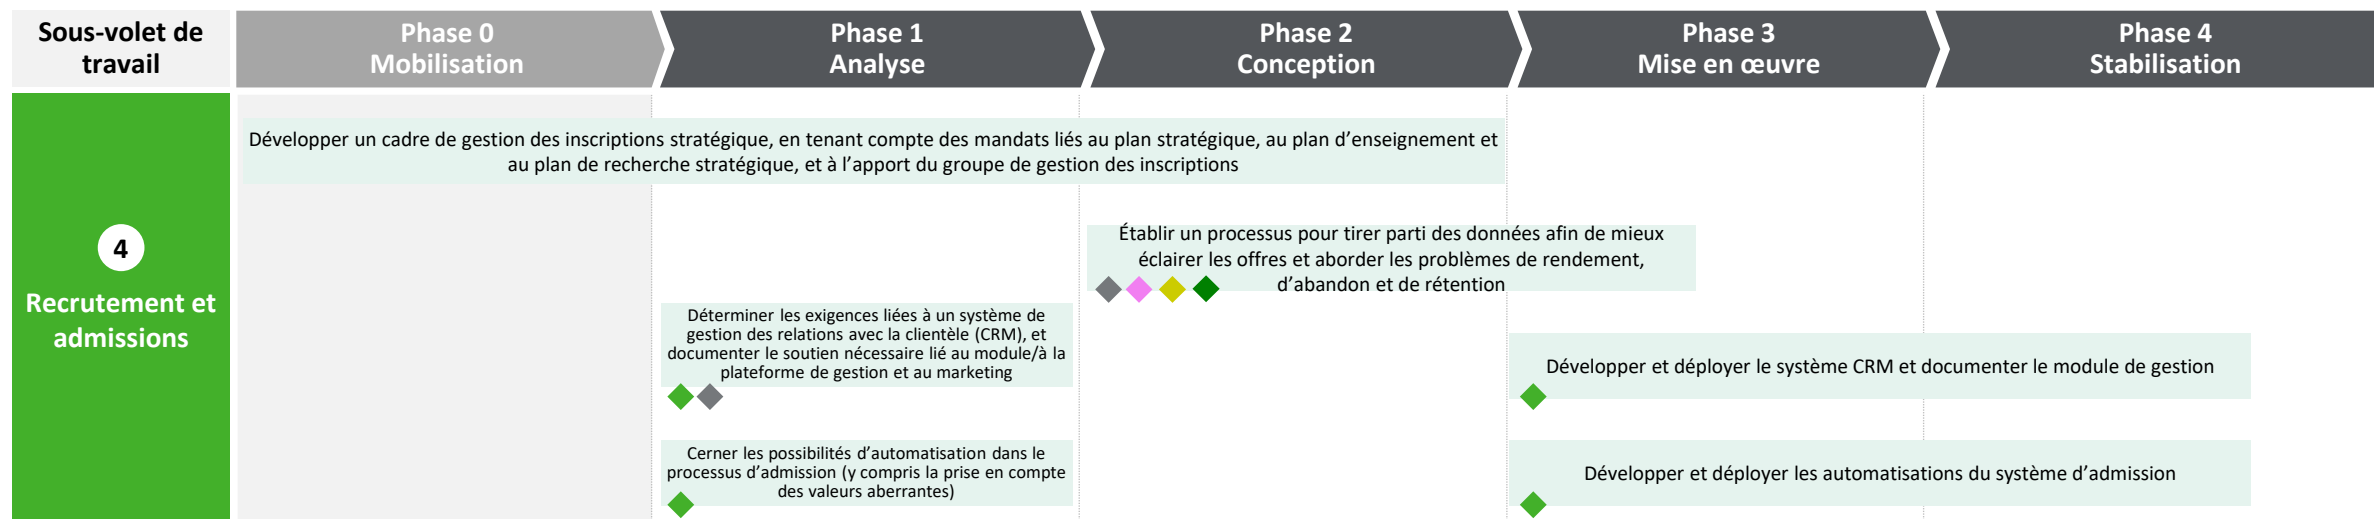 Sous-volet de
travail
Phase 0
Mobilisation
Phase 1
Analyse
Phase 2
Conception
Phase 3
Mise en œuvre
Phase 4
Stabilisation
4
Recrutement et
admissions
Développer un cadre de gestion des inscriptions stratégique, en tenant compte des mandats liés au plan stratégique, au plan d’enseignement et
au plan de recherche stratégique, et à l’apport du groupe de gestion des inscriptions
Établir un processus pour tirer parti des données afin de mieux
éclairer les offres et aborder les problèmes de rendement,
d’abandon et de rétention
Déterminer les exigences liées à un système de
gestion des relations avec la clientèle (CRM), et
documenter le soutien nécessaire lié au module/à la
plateforme de gestion et au marketing
Développer et déployer le système CRM et documenter le module de gestion
Cerner les possibilités d’automatisation dans le
processus d’admission (y compris la prise en compte
des valeurs aberrantes)
Développer et déployer les automatisations du système d’admission